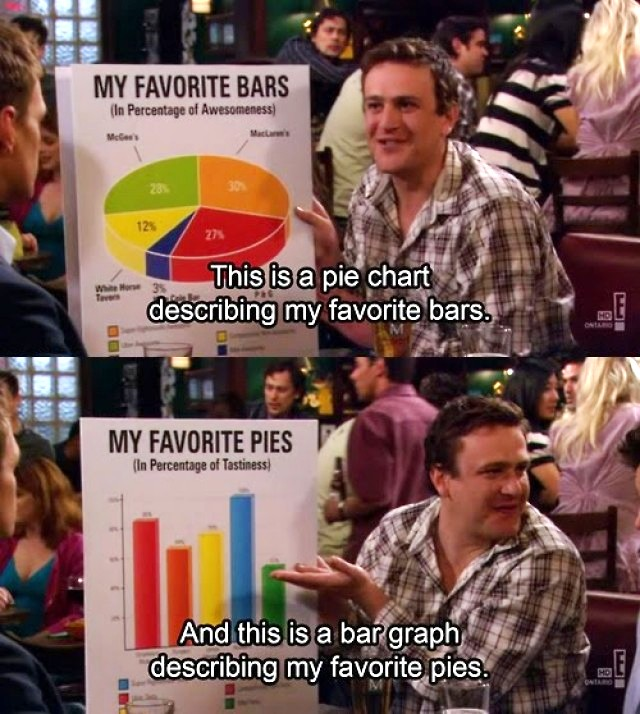 MY FAVORITE BARS
(In Percentage of Awesomeness)
McGee's
MacLaren's
28%
30%
12%
27%
3%
White Horse
Tavern
This is a pie chart
describing my favorite bars.
HD
ONTARIO
E
MY FAVORITE PIES
(In Percentage of Tastiness)
And this is a bar graph
describing my favorite pies.
HD
ONTARIO
E